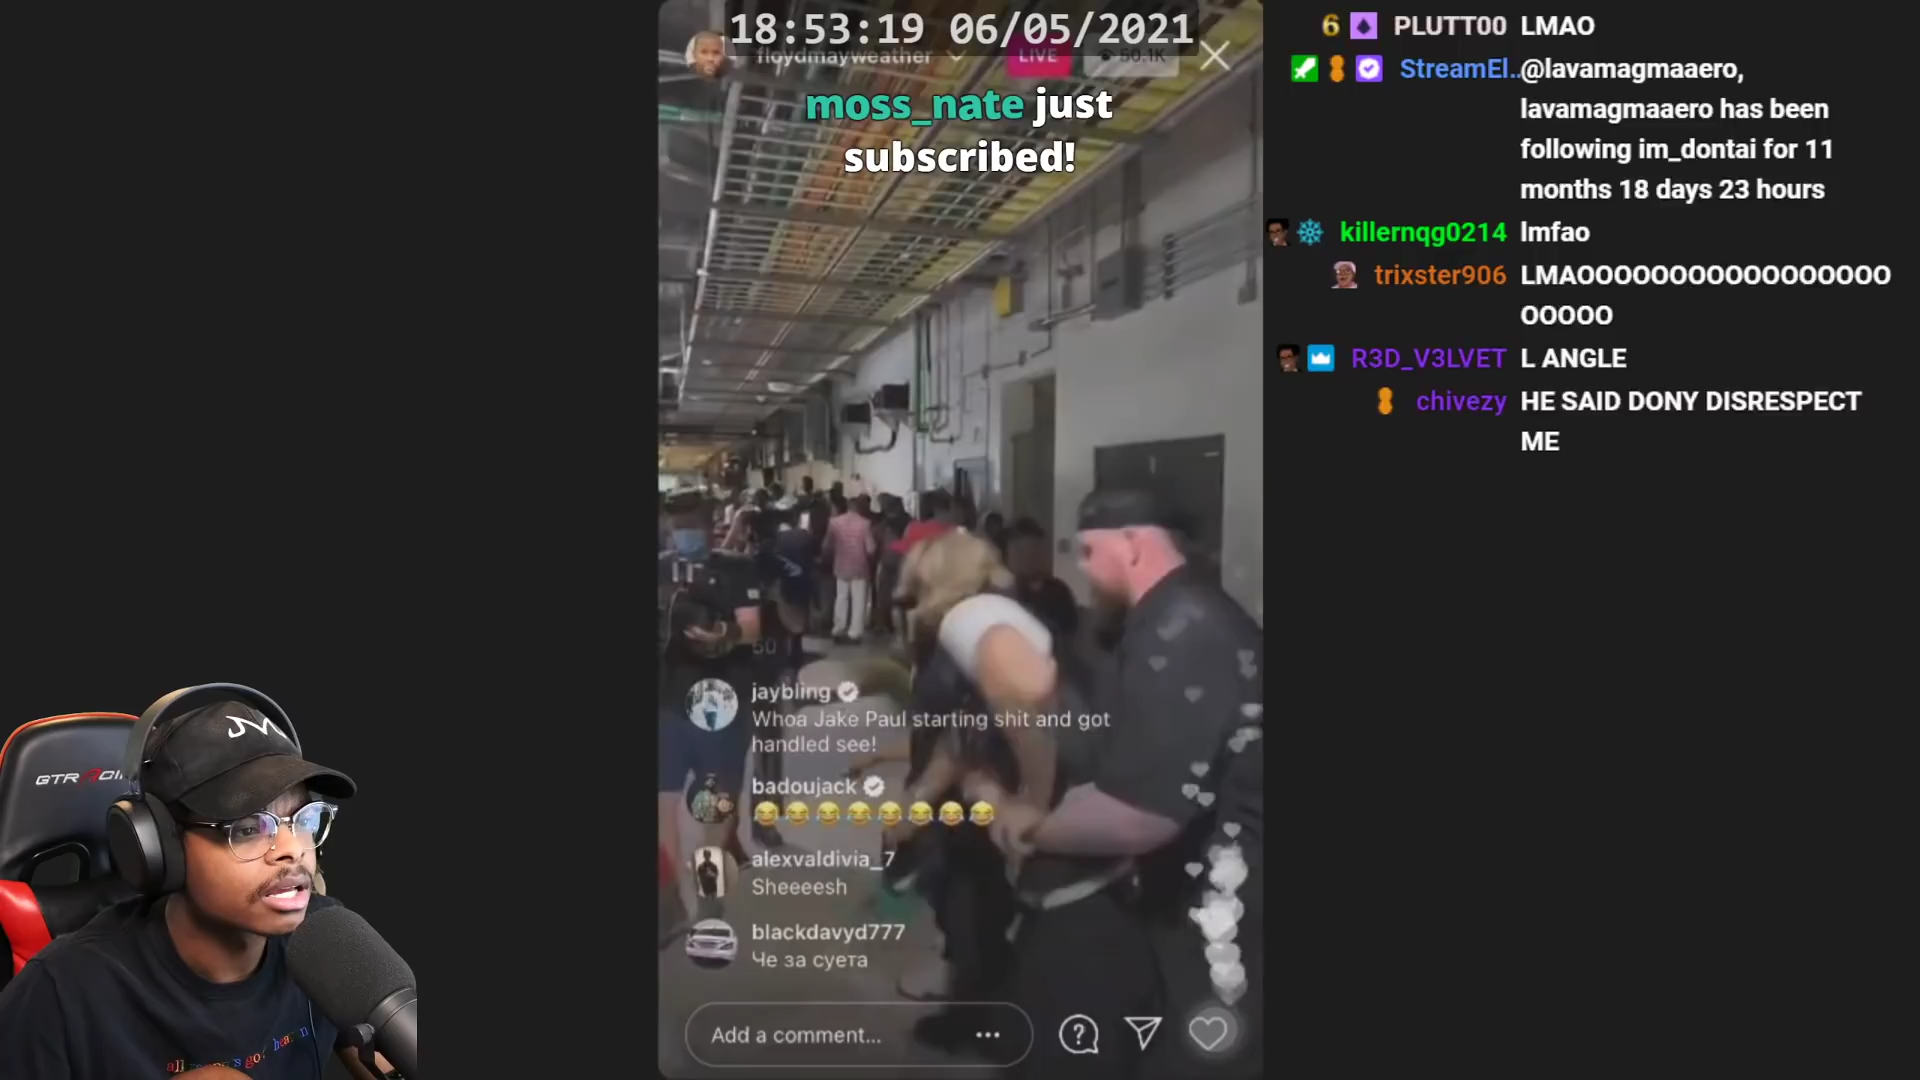 18:53:19 06/05/2021
floydmayweather
LIVE
50.1K
moss_nate just
subscribed!
jaybling
Whoa Jake Paul starting shit and got
handled see!
badoujack
😂😂😂😂😂😂😂😂
alexvaldivia_7
Sheeeesh
blackdavyd777
Че за суета
Add a comment...
6 PLUTT00 LMAO
StreamEl.. @lavamagmaaero,
lavamagmaaero has been
following im_dontai for 11
months 18 days 23 hours
killernqg0214 lmfao
trixster906 LMAOOOOOOOOOOOOOOOOO
OOOOO
R3D_V3LVET L ANGLE
chivezy HE SAID DONY DISRESPECT
ME